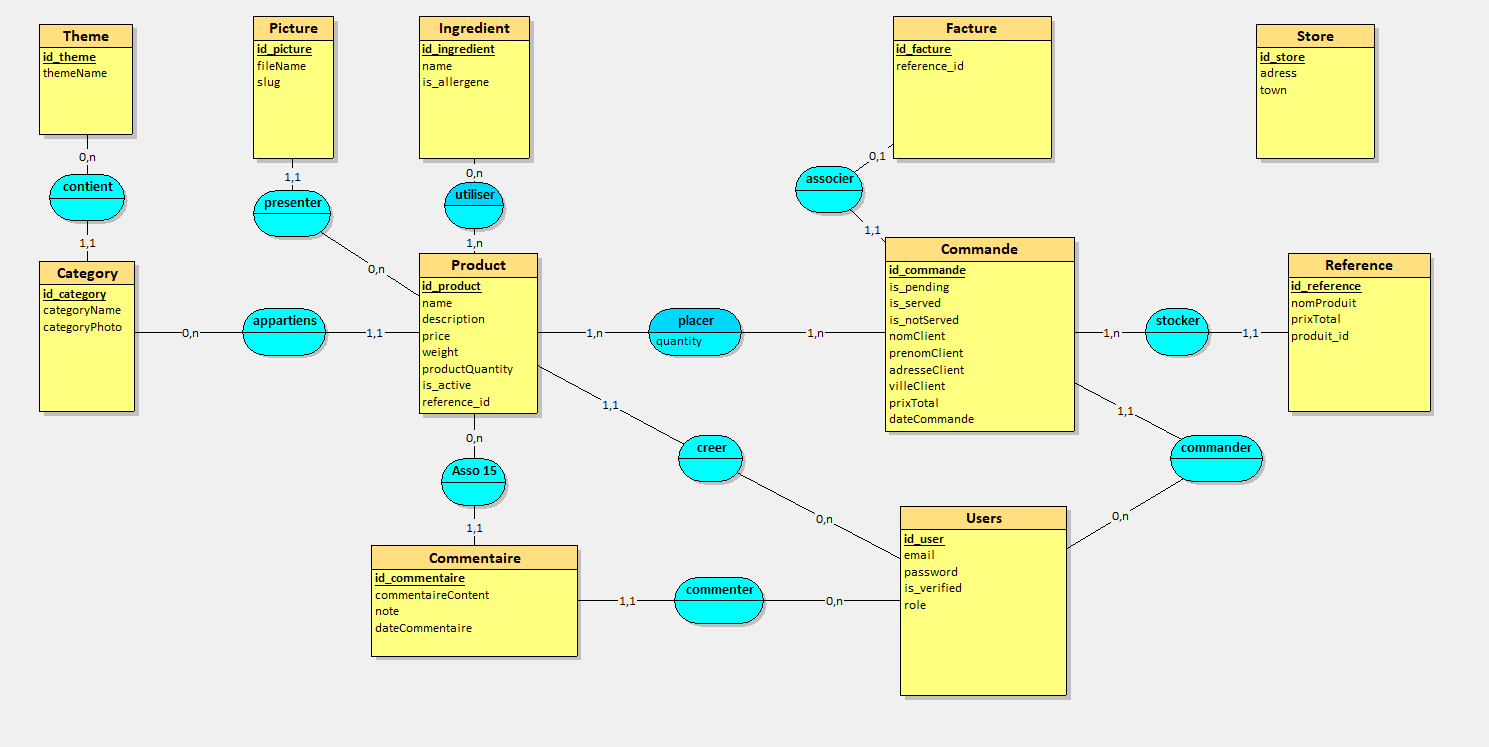 Theme
id_theme
themeName
Picture
id_picture
fileName
slug
Ingredient
id_ingredient
name
is_allergene
Facture
id_facture
reference_id
Store
id_store
adress
town
0,n
contient
1,1
1,1
presenter
0,n
0,n
utiliser
1,n
0,1
associer
1,1
Category
id_category
categoryName
categoryPhoto
0,n
appartiens
1,1
Product
id_product
name
description
price
weight
productQuantity
is_active
reference_id
1,n
placer
quantity
1,n
Commande
id_commande
is_pending
is_served
is_notServed
nomClient
prenomClient
adresseClient
villeClient
prixTotal
dateCommande
1,n
stocker
1,1
Reference
id_reference
nomProduit
prixTotal
produit_id
0,n
Asso 15
1,1
1,1
creer
0,n
1,1
commander
0,n
Commentaire
id_commentaire
commentaireContent
note
dateCommentaire
1,1
commenter
0,n
Users
id_user
email
password
is_verified
role